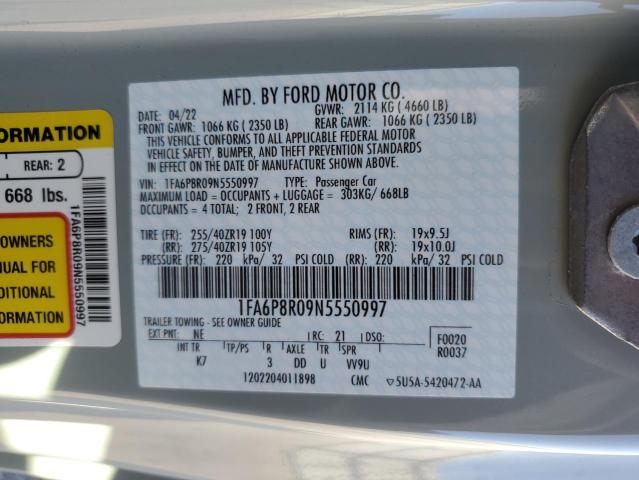 MFD. BY FORD MOTOR CO.
DATE: 04/22 GVWR: 2114 KG ( 4660 LB)
FRONT GAWR: 1066 KG ( 2350 LB) REAR GAWR: 1066 KG ( 2350 LB)
THIS VEHICLE CONFORMS TO ALL APPLICABLE FEDERAL MOTOR
VEHICLE SAFETY, BUMPER, AND THEFT PREVENTION STANDARDS
IN EFFECT ON THE DATE OF MANUFACTURE SHOWN ABOVE.
VIN: 1FA6P8R09N5550997 TYPE: Passenger Car
MAXIMUM LOAD = OCCUPANTS + LUGGAGE = 303KG/ 668LB
OCCUPANTS = 4 TOTAL; 2 FRONT, 2 REAR
TIRE (FR): 255/40ZR19 100Y RIMS (FR): 19x9.5J
(RR): 275/40ZR19 105Y (RR): 19x10.0J
PRESSURE (FR): 220 kPa/ 32 PSI COLD (RR): 220 kPa/ 32 PSI COLD
1FA6P8R09N5550997
TRAILER TOWING - SEE OWNER GUIDE
EXT PNT: NE RC: 21 DSO: F0020
R0037
INT TR TP/PS R AXLE TR SPR
K7 3 DD U VV9U
1202204011898 CMC 5U5A-5420472-AA
FORMATION
REAR: 2
668 lbs.
OWNERS
NUAL FOR
DITIONAL
ORMATION
1FA6P8R09N5550997